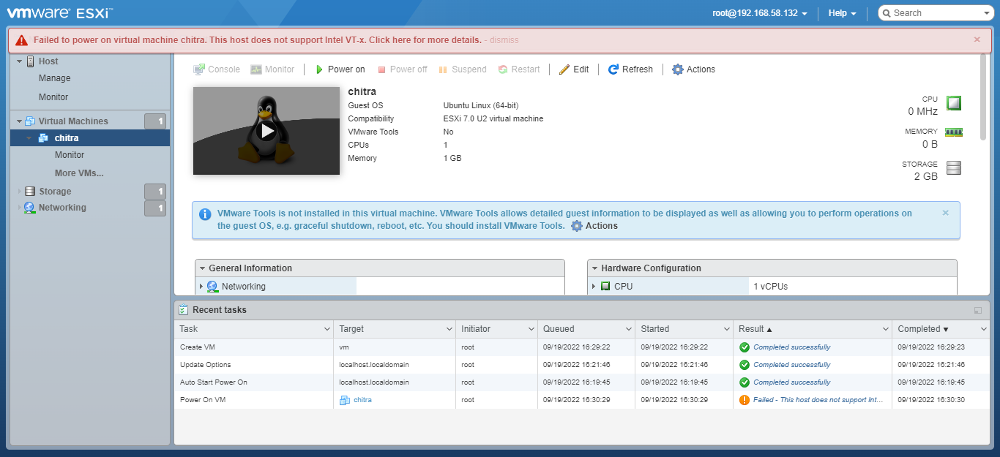 vmware ESXi™
root@192.168.58.132
Help
Search
Failed to power on virtual machine chitra. This host does not support Intel VT-x. Click here for more details. - dismiss
Host
Manage
Monitor
Virtual Machines 1
chitra
Monitor
More VMs...
Storage 1
Networking 1
Console Monitor Power on Power off Suspend Restart Edit Refresh Actions
chitra
Guest OS Ubuntu Linux (64-bit)
Compatibility ESXi 7.0 U2 virtual machine
VMware Tools No
CPUs 1
Memory 1 GB
CPU
0 MHz
MEMORY
0 B
STORAGE
2 GB
VMware Tools is not installed in this virtual machine. VMware Tools allows detailed guest information to be displayed as well as allowing you to perform operations on
the guest OS, e.g. graceful shutdown, reboot, etc. You should install VMware Tools. Actions
General Information
Networking
Hardware Configuration
CPU 1 vCPUs
Recent tasks
Task Target Initiator Queued Started Result Completed
Create VM vm root 09/19/2022 16:29:22 09/19/2022 16:29:22 Completed successfully 09/19/2022 16:29:23
Update Options localhost.localdomain root 09/19/2022 16:21:46 09/19/2022 16:21:46 Completed successfully 09/19/2022 16:21:46
Auto Start Power On localhost.localdomain root 09/19/2022 16:19:45 09/19/2022 16:19:45 Completed successfully 09/19/2022 16:19:45
Power On VM chitra root 09/19/2022 16:30:29 09/19/2022 16:30:29 Failed - This host does not support Int... 09/19/2022 16:30:30